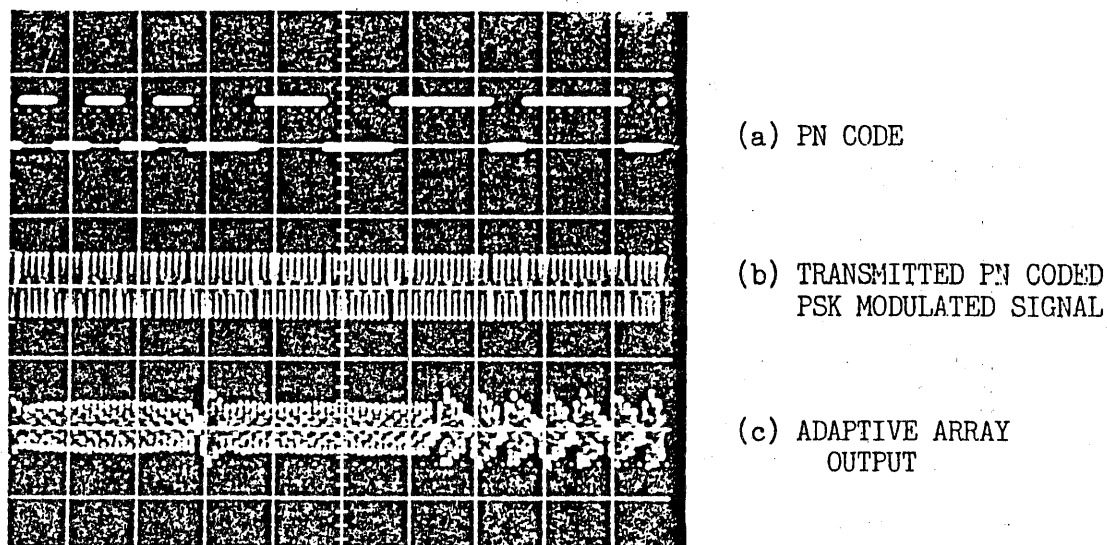 (a) PN CODE
(b) TRANSMITTED PN CODED
PSK MODULATED SIGNAL
(c) ADAPTIVE ARRAY
OUTPUT